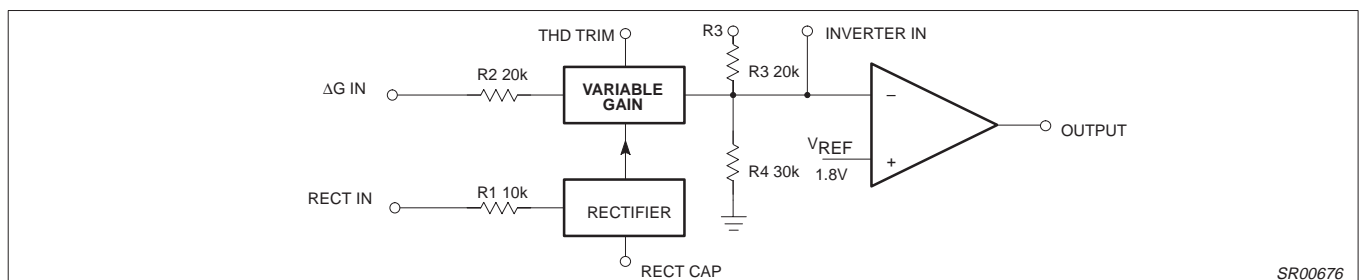 THD TRIM
R3
INVERTER IN
R2 20k
R3 20k
ΔG IN
VARIABLE
GAIN
−
OUTPUT
VREF
+
1.8V
R4 30k
R1 10k
RECT IN
RECTIFIER
RECT CAP
SR00676